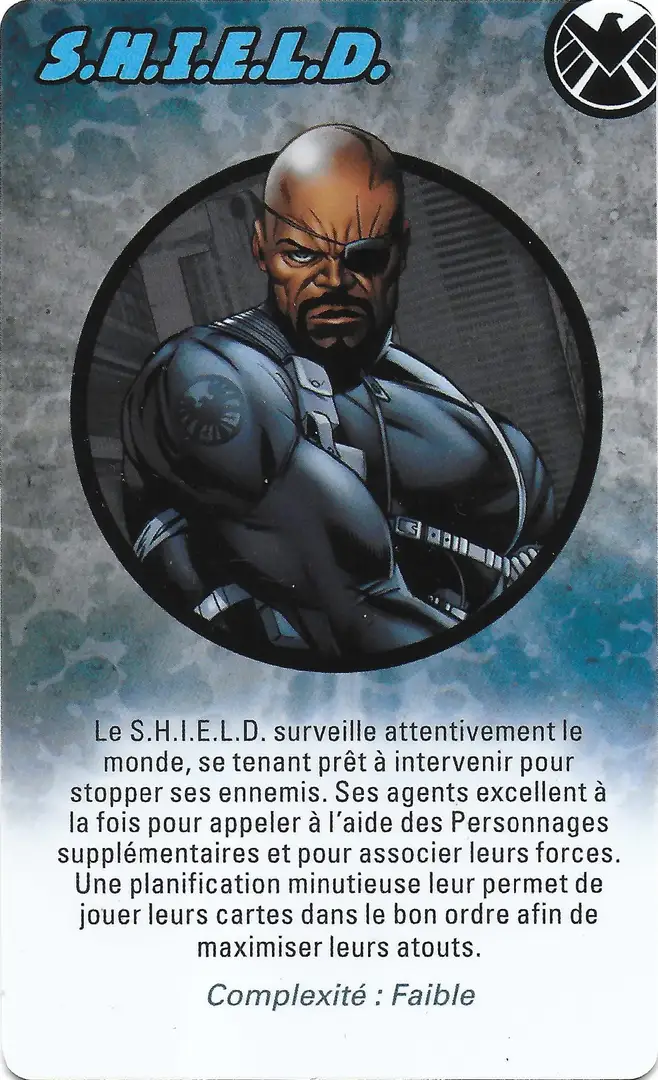 S.H.I.E.L.D.
Le S.H.I.E.L.D. surveille attentivement le
monde, se tenant prêt à intervenir pour
stopper ses ennemis. Ses agents excellent à
la fois pour appeler à l'aide des Personnages
supplémentaires et pour associer leurs forces.
Une planification minutieuse leur permet de
jouer leurs cartes dans le bon ordre afin de
maximiser leurs atouts.
Complexité : Faible